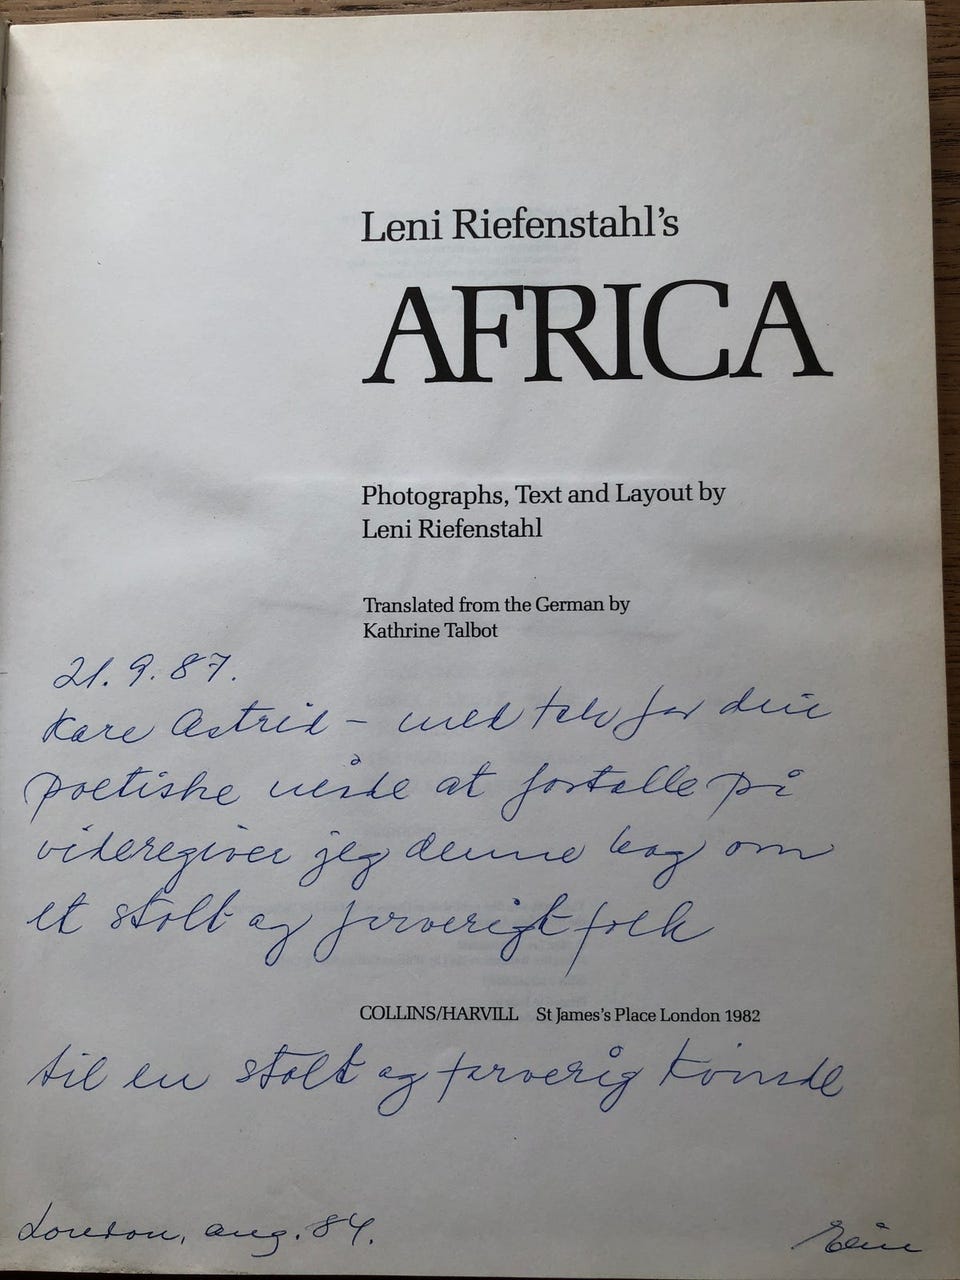 Leni Riefenstahl's
AFRICA
Photographs, Text and Layout by
Leni Riefenstahl
Translated from the German by
Kathrine Talbot
21.9.87.
Kære Astrid – med tak for din
poetiske måde at fortælle på
videregiver jeg denne bog om
et stolt og farverigt folk
COLLINS/HARVILL St James's Place London 1982
til en stolt og farverig kvinde
London, aug. 84.